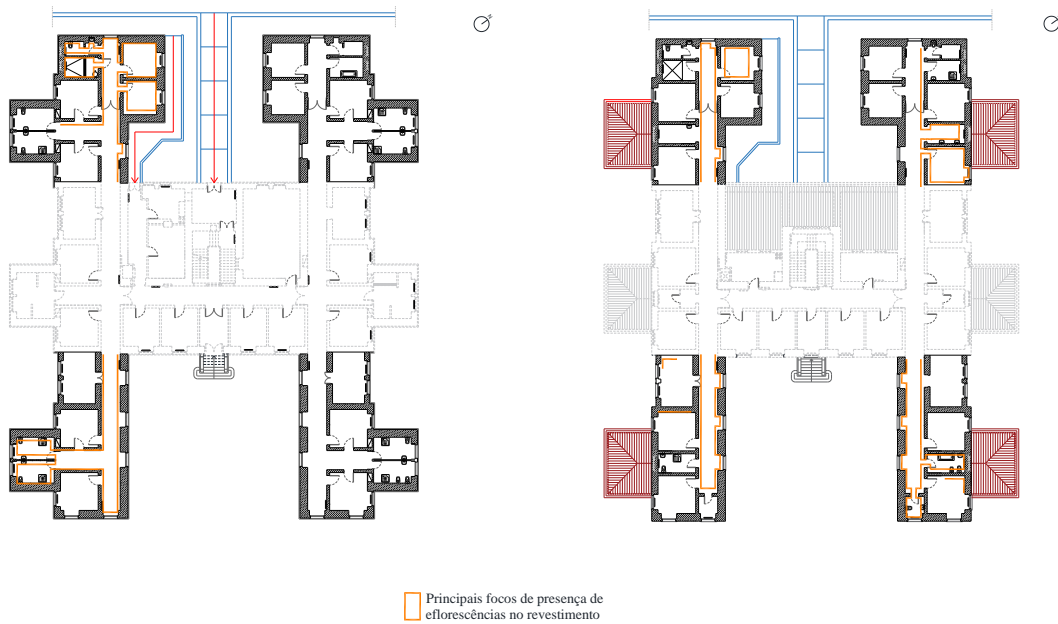 Principais focos de presença de
eflorescências no revestimento